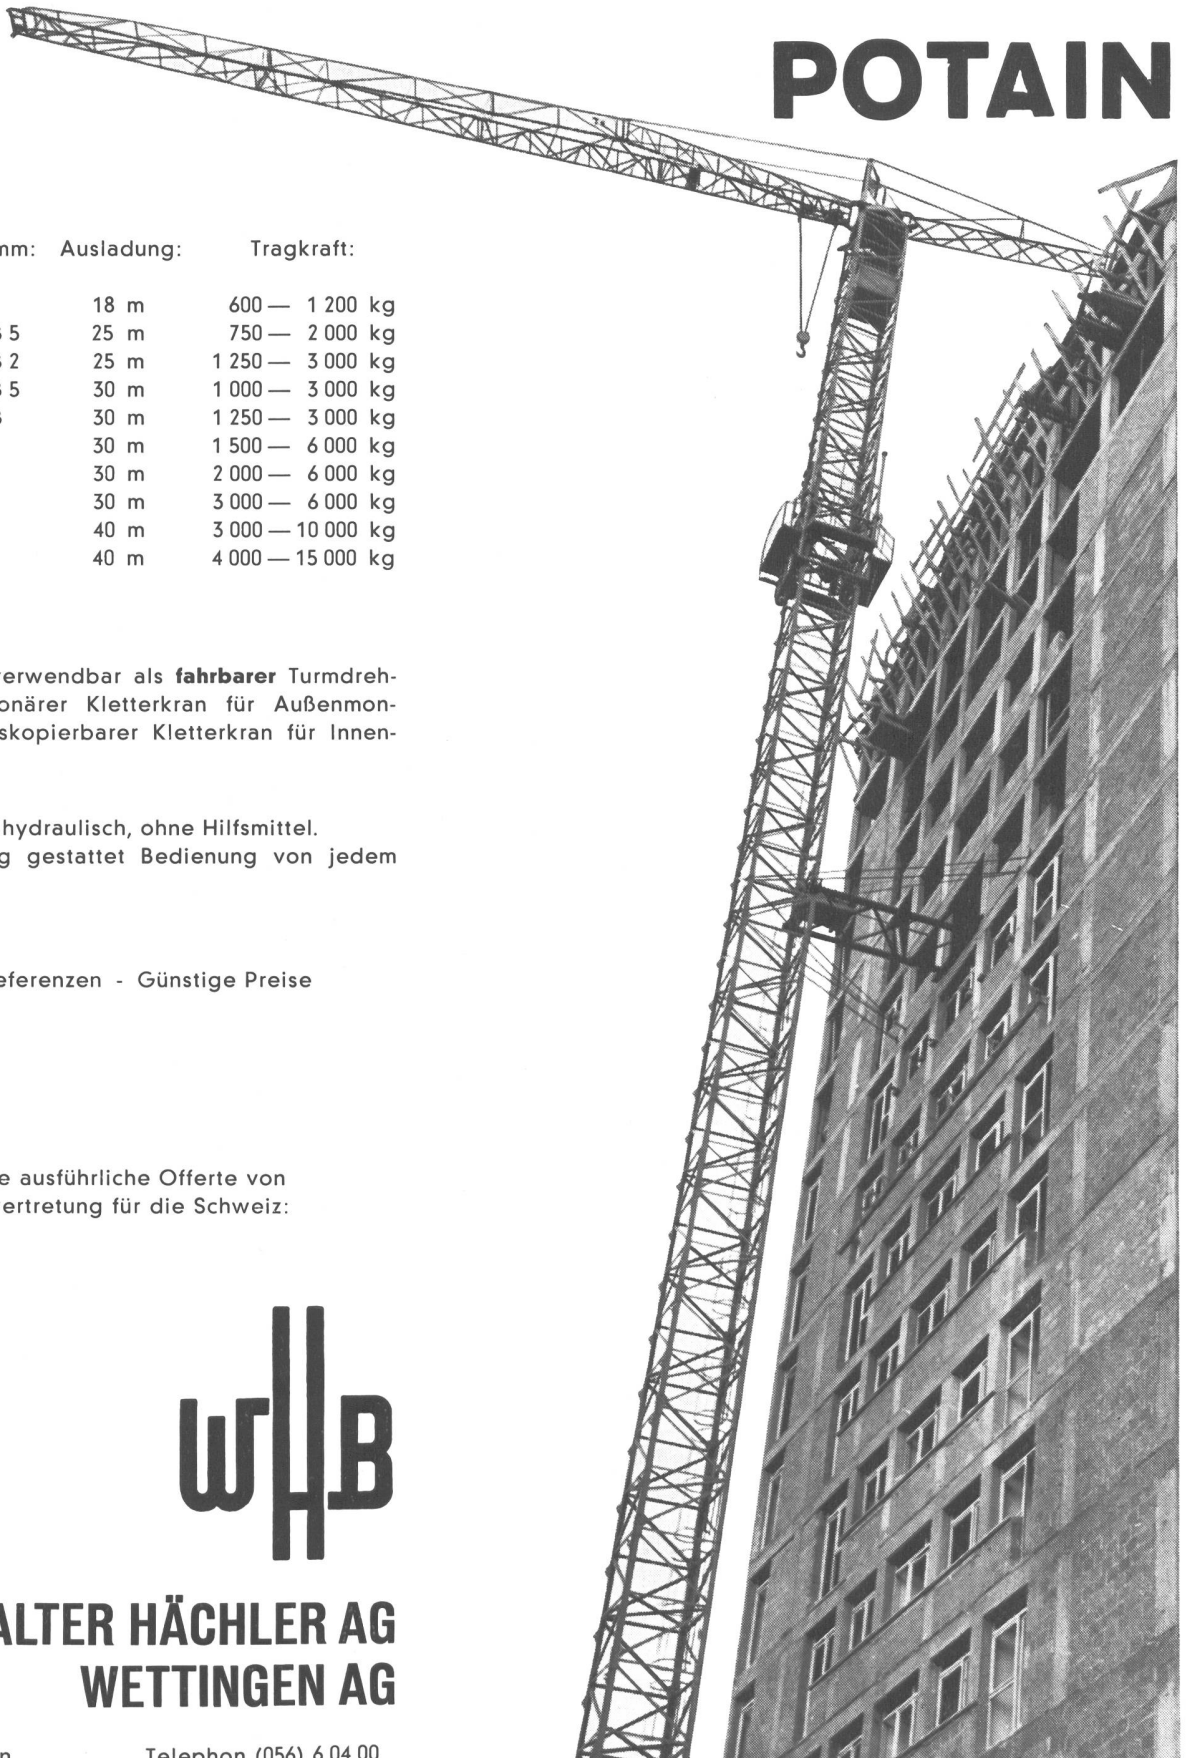 POTAIN
Ausladung: Tragkraft:
18 m 600 — 1 200 kg
5 25 m 750 — 2 000 kg
2 25 m 1 250 — 3 000 kg
5 30 m 1 000 — 3 000 kg
30 m 1 250 — 3 000 kg
30 m 1 500 — 6 000 kg
30 m 2 000 — 6 000 kg
30 m 3 000 — 6 000 kg
40 m 3 000 — 10 000 kg
40 m 4 000 — 15 000 kg
erwendbar als fahrbarer Turmdreh-
onärer Kletterkran für Außenmon-
skopierbarer Kletterkran für Innen-
hydraulisch, ohne Hilfsmittel.
g gestattet Bedienung von jedem
eferenzen - Günstige Preise
e ausführliche Offerte von
ertretung für die Schweiz:
WHB
ALTER HÄCHLER AG
WETTINGEN AG
Telephon (056) 6 04 00